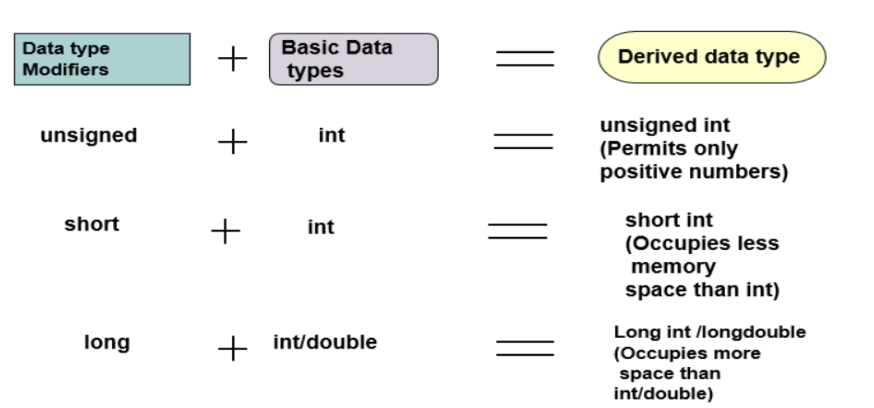 Data type
Modifiers
+
Basic Data
types
=
Derived data type
unsigned
+
int
=
unsigned int
(Permits only
positive numbers)
short
+
int
=
short int
(Occupies less
memory
space than int)
long
+
int/double
=
Long int /longdouble
(Occupies more
space than
int/double)